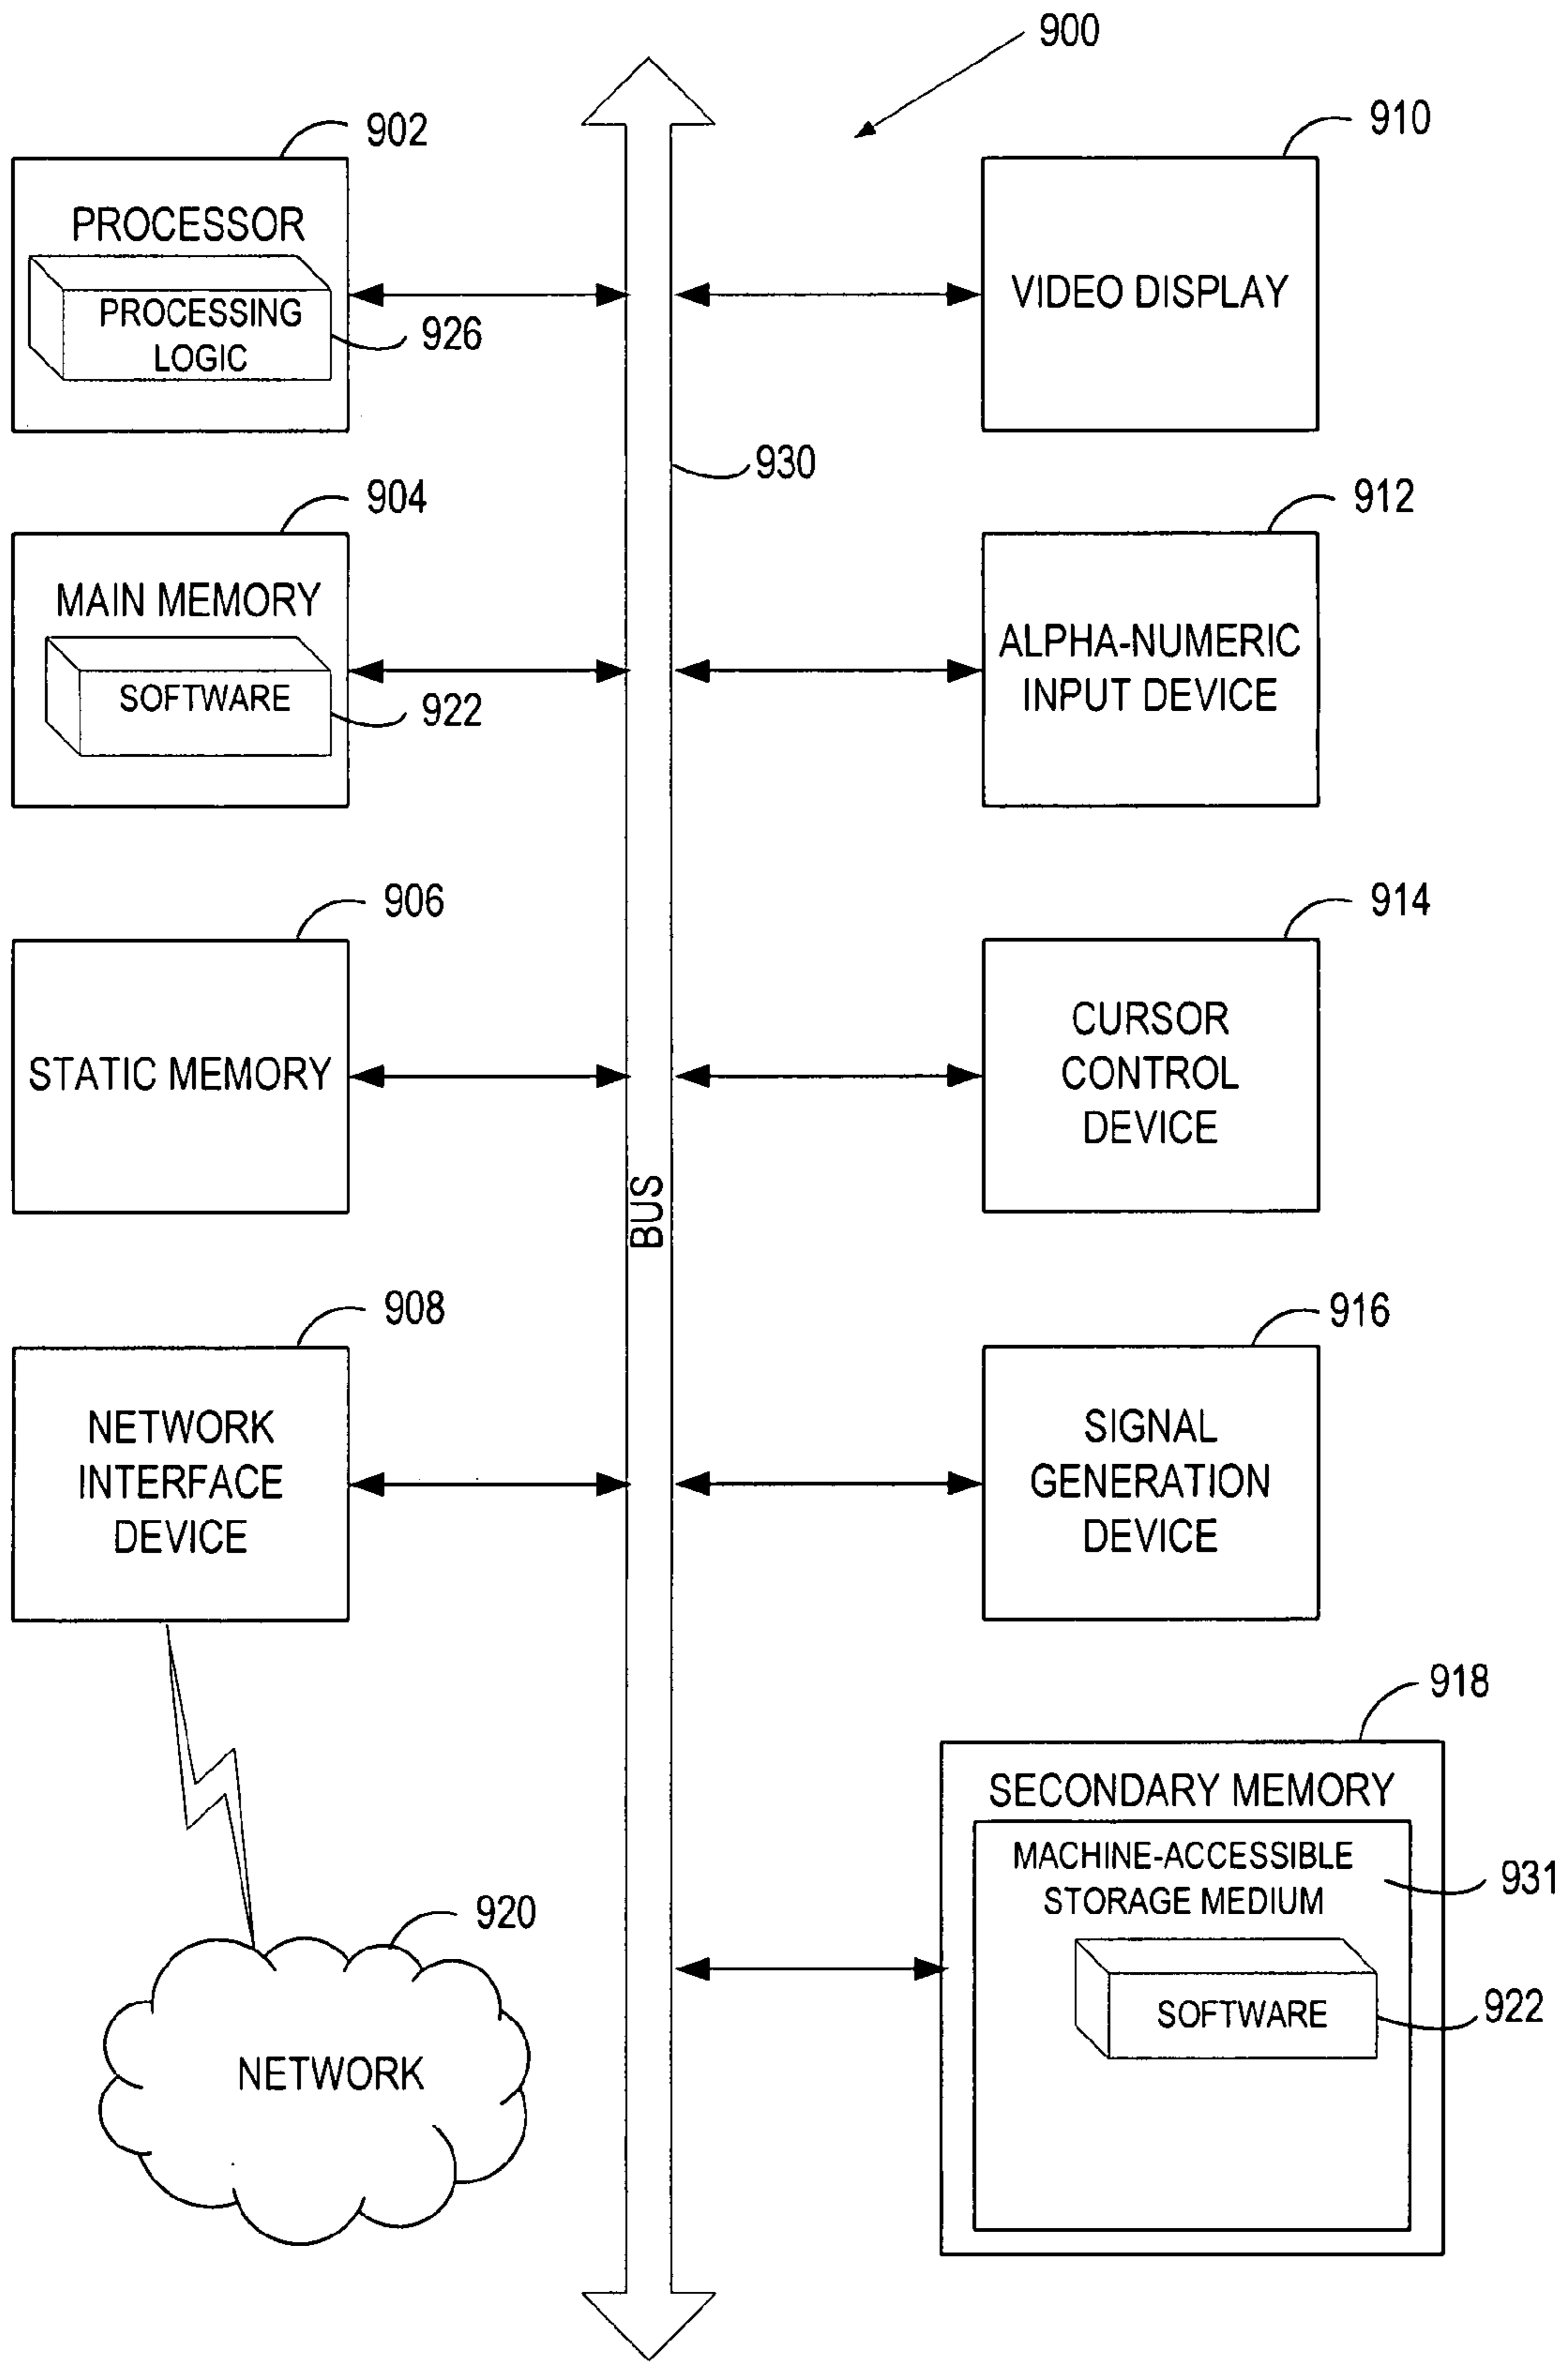 900
902
PROCESSOR
PROCESSING
LOGIC
926
910
VIDEO DISPLAY
930
904
MAIN MEMORY
SOFTWARE
922
912
ALPHA-NUMERIC
INPUT DEVICE
906
STATIC MEMORY
914
CURSOR
CONTROL
DEVICE
BUS
908
NETWORK
INTERFACE
DEVICE
916
SIGNAL
GENERATION
DEVICE
918
SECONDARY MEMORY
MACHINE-ACCESSIBLE
STORAGE MEDIUM
931
SOFTWARE
922
920
NETWORK